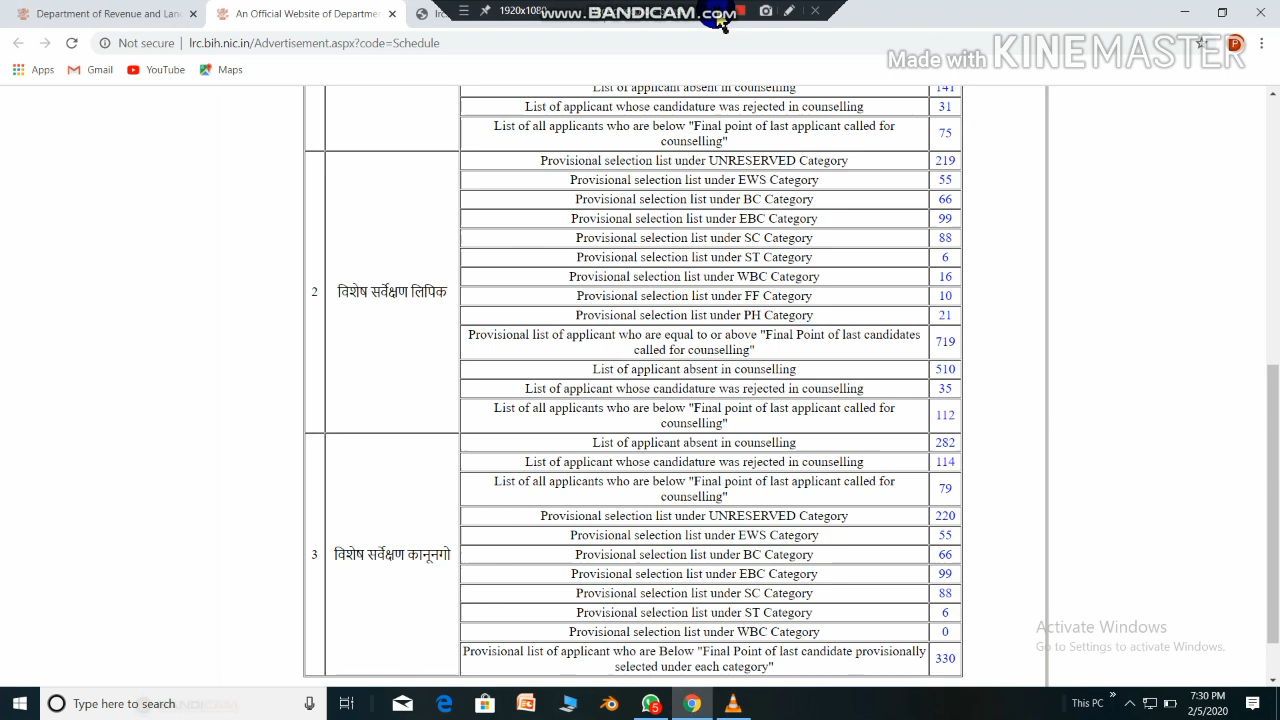 Department of Revenue and Lan
An Official Website of Departme
1920x1080
www.BANDICAM.com
Not secure | lrc.bih.nic.in/Advertisement.aspx?code=Schedule
P
Made with KINEMASTER
Apps
Gmail
YouTube
Maps
List of applicant absent in counselling 141
List of applicant whose candidature was rejected in counselling 31
List of all applicants who are below "Final point of last applicant called for
counselling" 75
Provisional selection list under UNRESERVED Category 219
Provisional selection list under EWS Category 55
Provisional selection list under BC Category 66
Provisional selection list under EBC Category 99
Provisional selection list under SC Category 88
Provisional selection list under ST Category 6
Provisional selection list under WBC Category 16
2 विशेष सर्वेक्षण लिपिक
Provisional selection list under FF Category 10
Provisional selection list under PH Category 21
Provisional list of applicant who are equal to or above "Final Point of last candidates
called for counselling" 719
List of applicant absent in counselling 510
List of applicant whose candidature was rejected in counselling 35
List of all applicants who are below "Final point of last applicant called for
counselling" 112
List of applicant absent in counselling 282
List of applicant whose candidature was rejected in counselling 114
List of all applicants who are below "Final point of last applicant called for
counselling" 79
Provisional selection list under UNRESERVED Category 220
Provisional selection list under EWS Category 55
3 विशेष सर्वेक्षण कानूनगो
Provisional selection list under BC Category 66
Provisional selection list under EBC Category 99
Provisional selection list under SC Category 88
Provisional selection list under ST Category 6
Provisional selection list under WBC Category 0
Provisional list of applicant who are Below "Final Point of last candidate provisionally
selected under each category" 330
Activate Windows
Go to Settings to activate Windows.
Type here to search
5
This PC
7:30 PM
2/5/2020